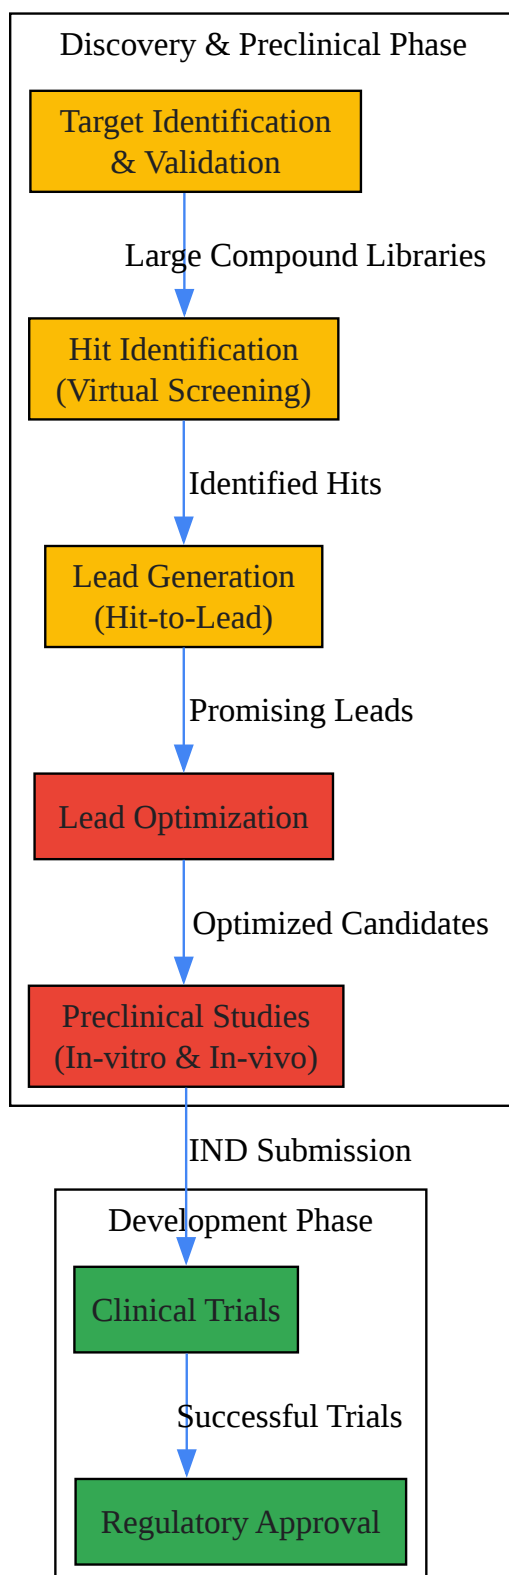 Discovery & Preclinical Phase
Target Identification
& Validation
Large Compound Libraries
Hit Identification
(Virtual Screening)
Identified Hits
Lead Generation
(Hit-to-Lead)
Promising Leads
Lead Optimization
Optimized Candidates
Preclinical Studies
(In-vitro & In-vivo)
IND Submission
Development Phase
Clinical Trials
Successful Trials
Regulatory Approval